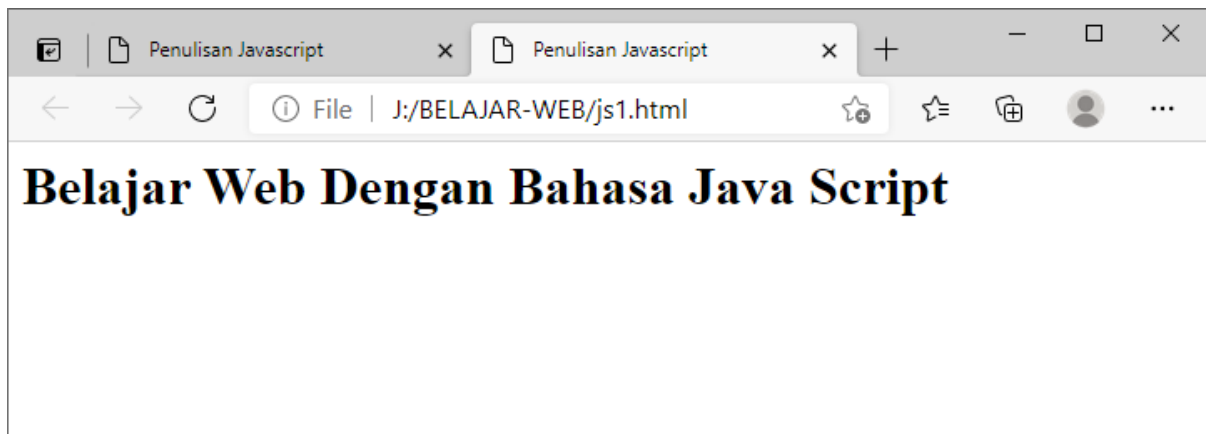 Penulisan Javascript
Penulisan Javascript
File | J:/BELAJAR-WEB/js1.html
Belajar Web Dengan Bahasa Java Script